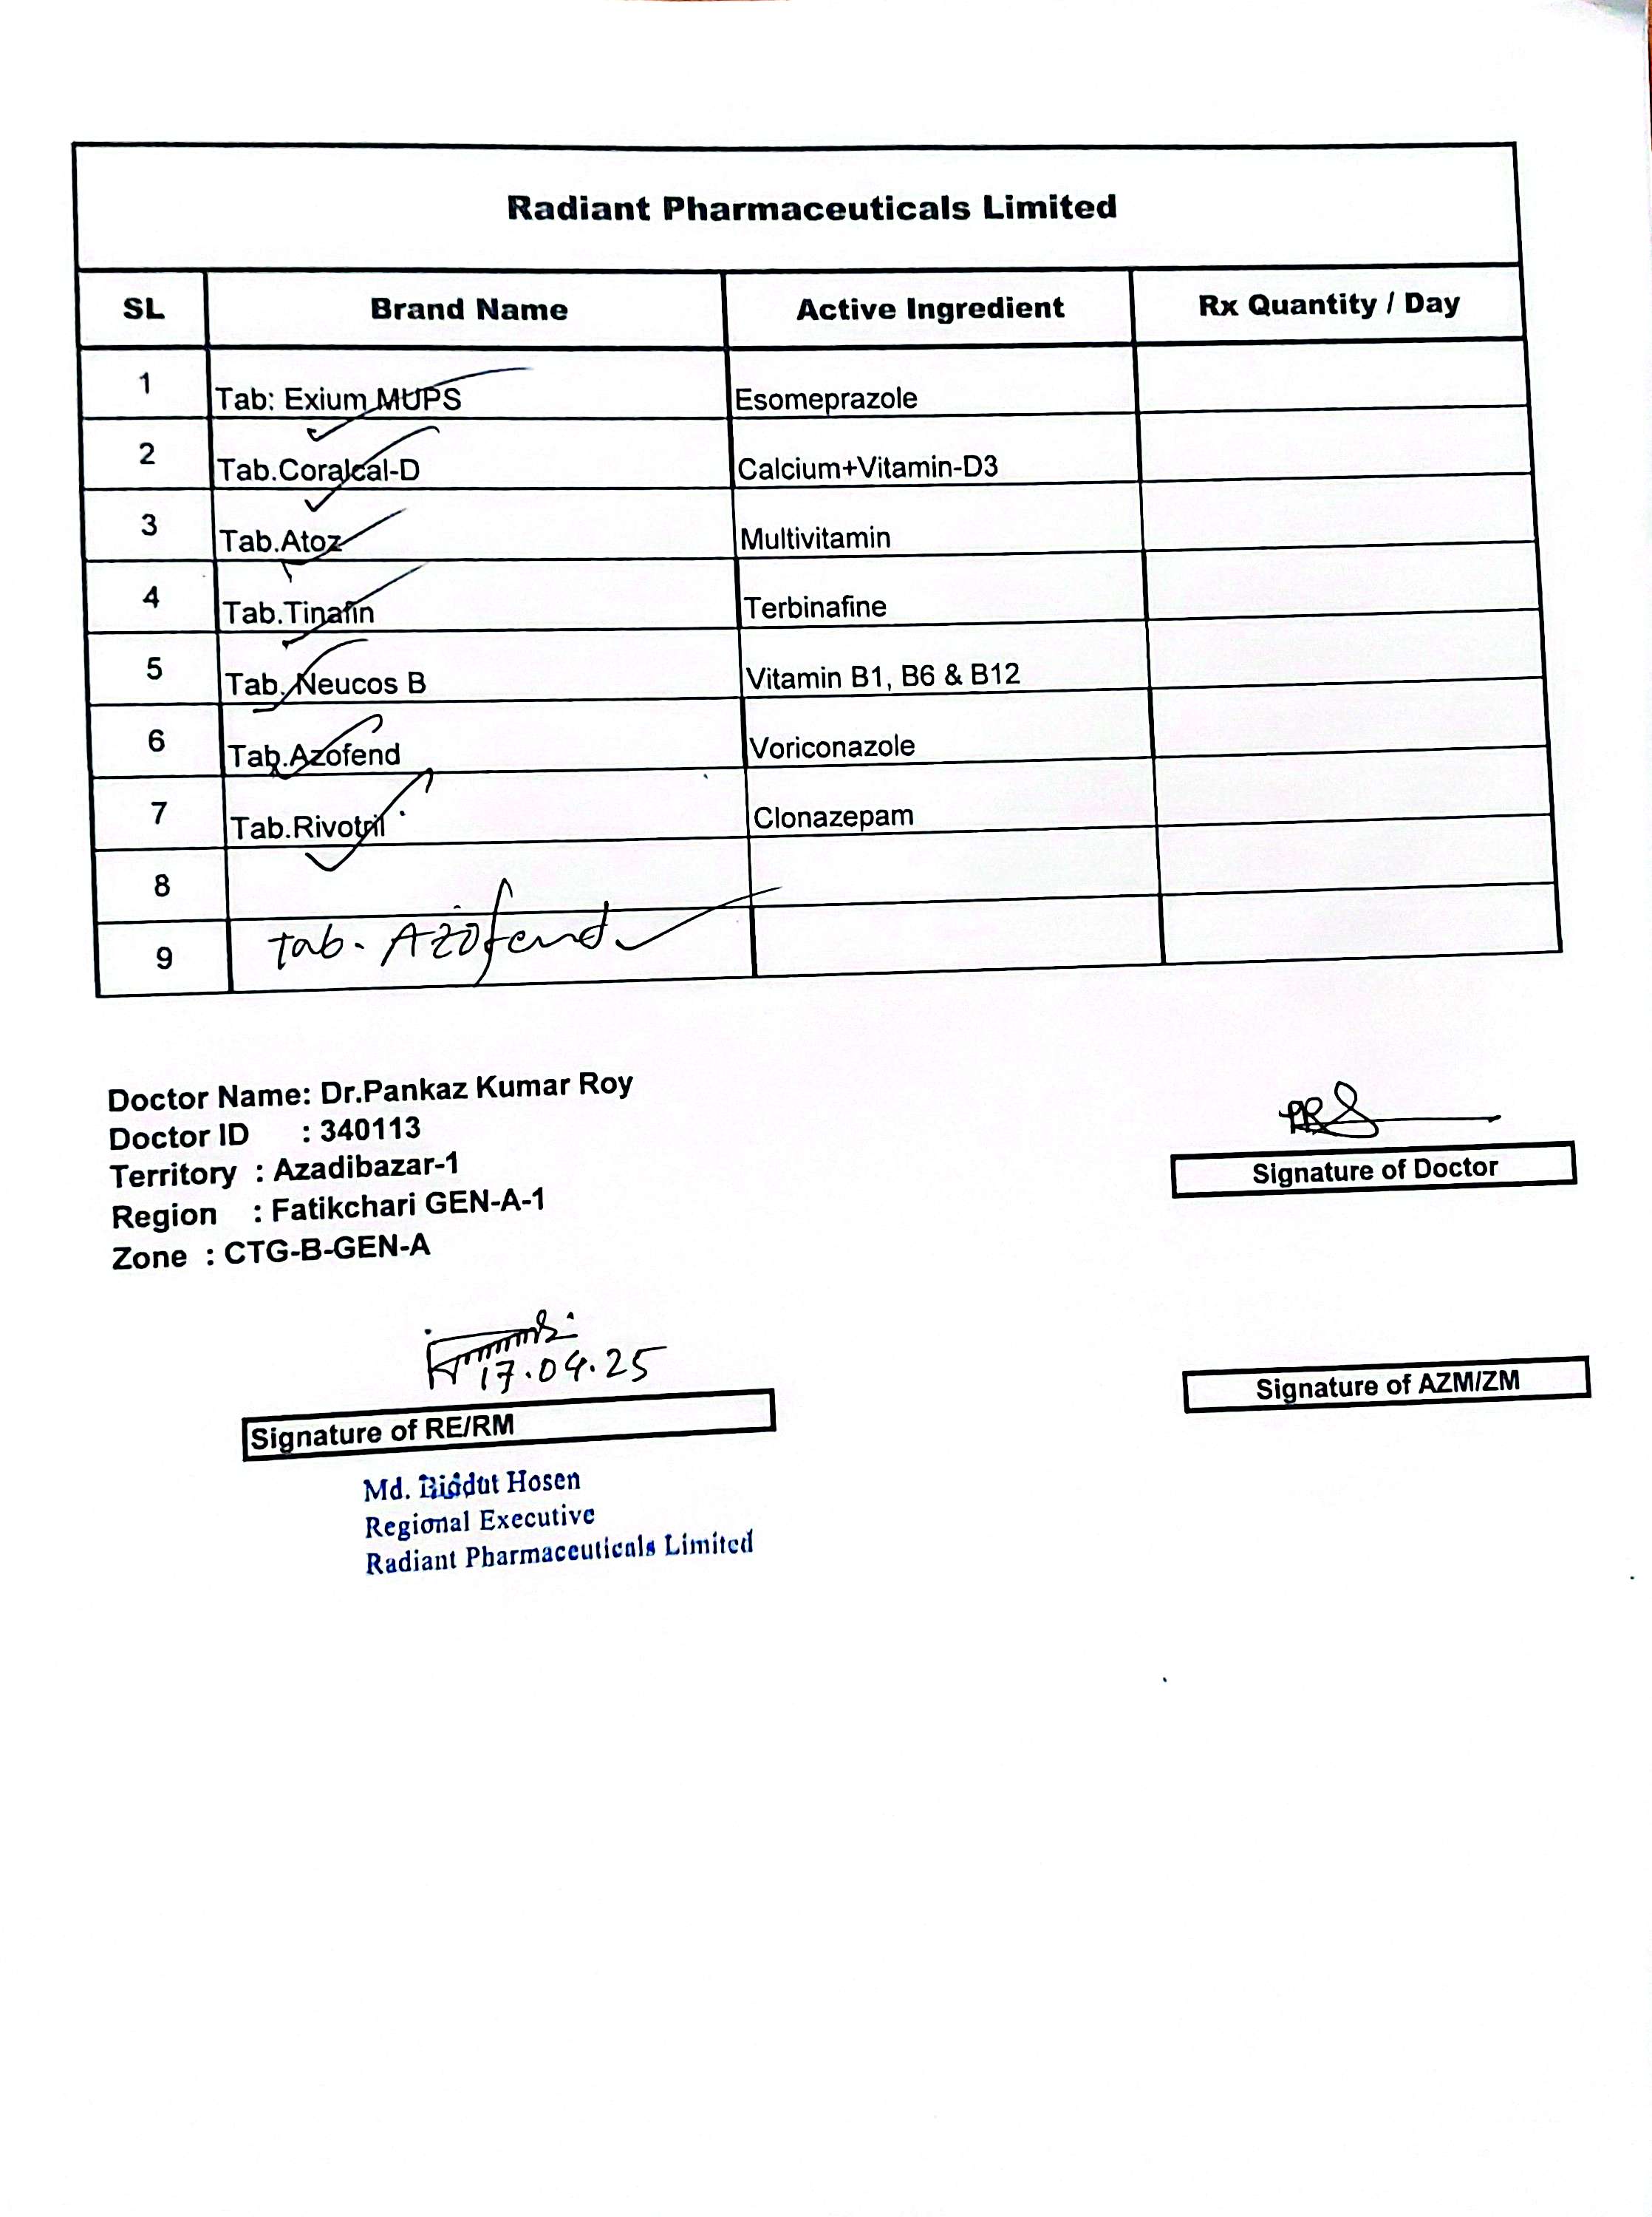 Radiant Pharmaceuticals Limited
SL Brand Name Active Ingredient Rx Quantity / Day
1 Tab: Exium MUPS Esomeprazole
2 Tab.Coralcal-D Calcium+Vitamin-D3
3 Tab.Atoz Multivitamin
4 Tab.Tinafin Terbinafine
5 Tab. Neucos B Vitamin B1, B6 & B12
6 Tab.Azofend Voriconazole
7 Tab.Rivotril Clonazepam
8
9 Tab. Azofend
Doctor Name: Dr.Pankaz Kumar Roy
Doctor ID : 340113
Territory : Azadibazar-1
Region : Fatikchari GEN-A-1
Zone : CTG-B-GEN-A
Signature of Doctor
17.04.25
Signature of RE/RM
Signature of AZM/ZM
Md. Biddut Hosen
Regional Executive
Radiant Pharmaceuticals Limited